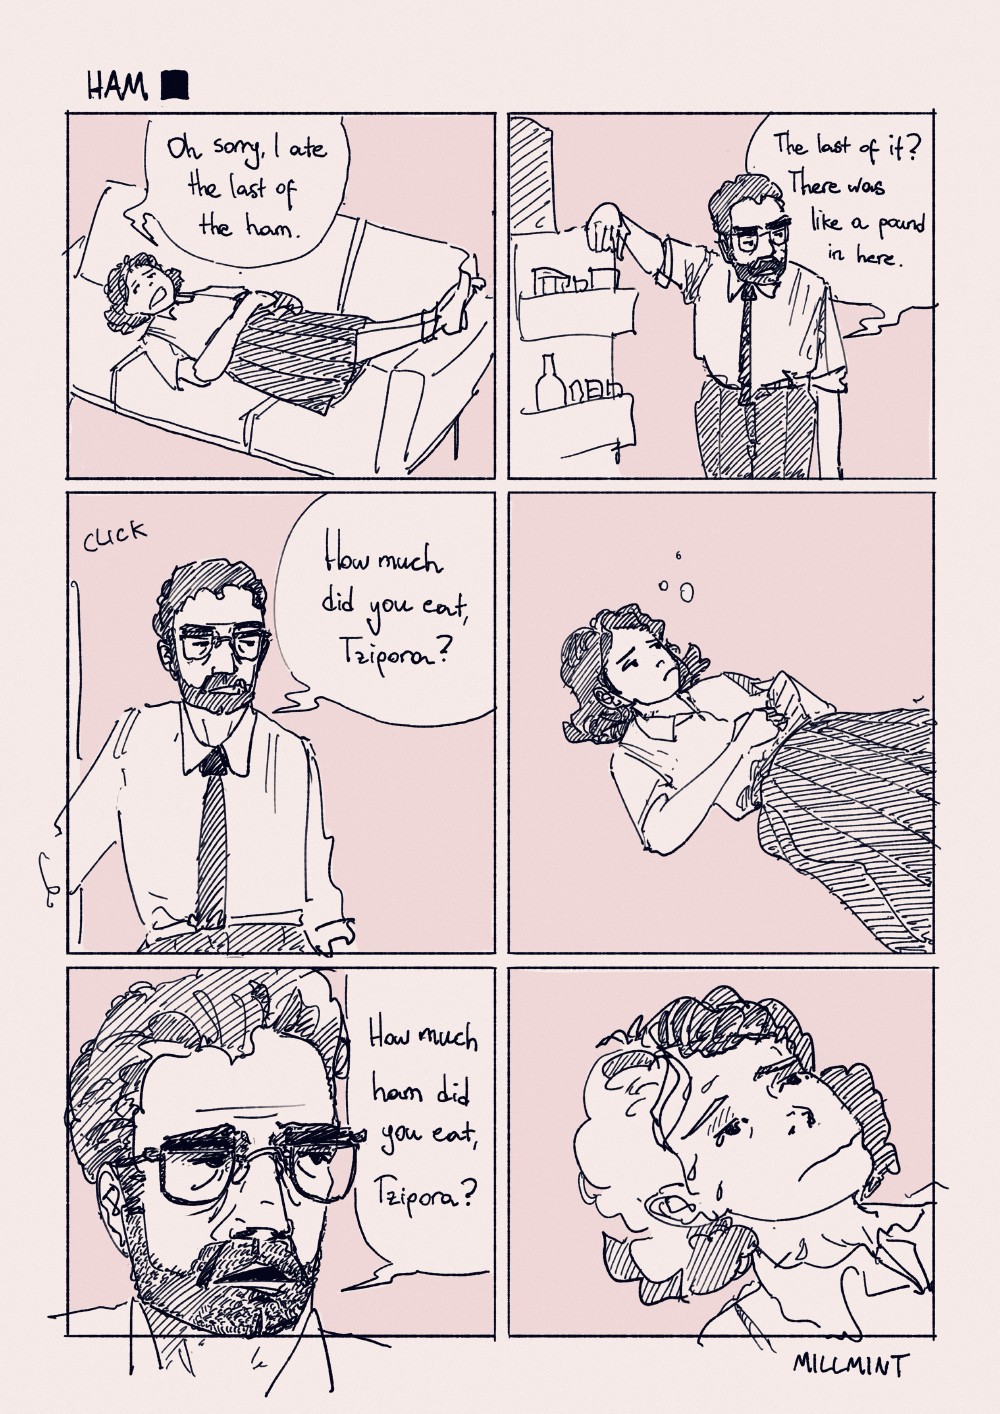 HAM
Oh sorry, I ate
the last of
the ham.
The last of it?
There was
like a pound
in here.
CLICK
How much
did you eat,
Tzipora?
How much
ham did
you eat,
Tzipora?
MILLMINT